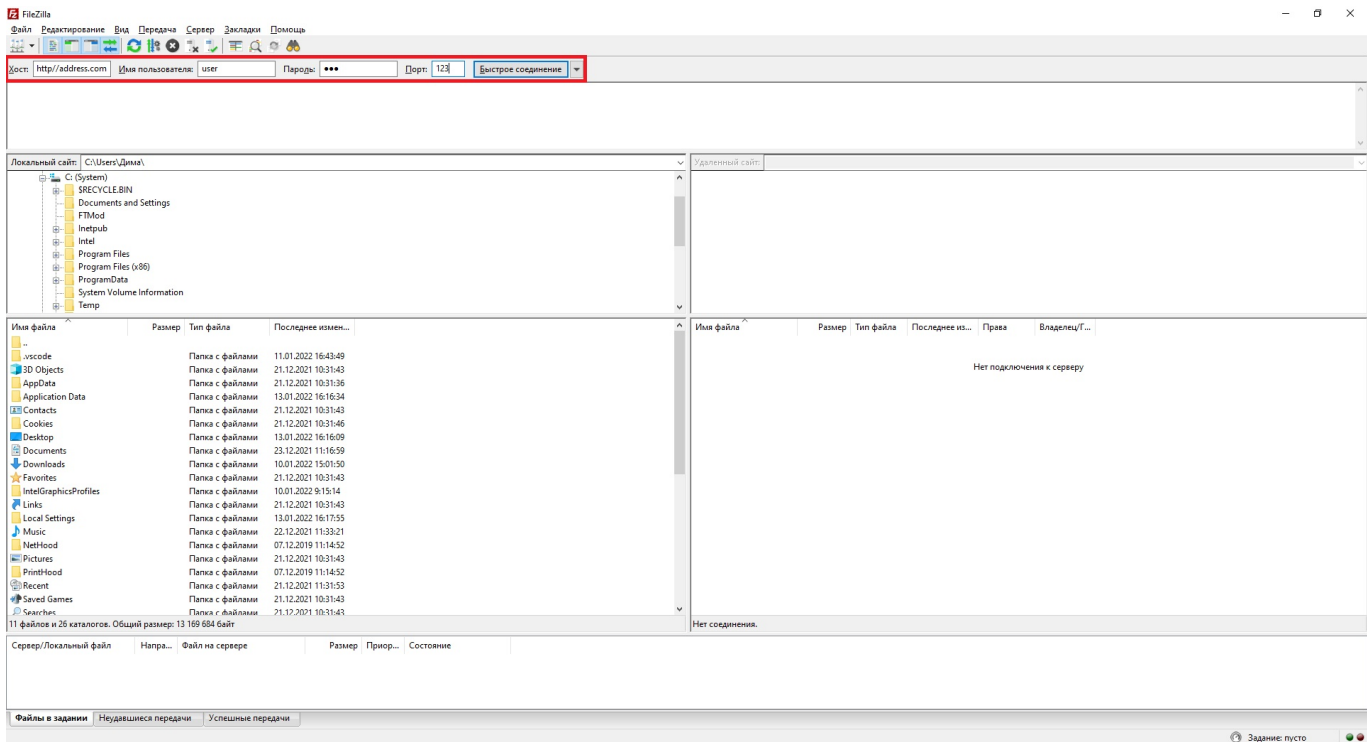 FileZilla
Файл Редактирование Вид Передача Сервер Закладки Помощь
Хост: http//address.com Имя пользователя: user Пароль: ●●● Порт: 123 Быстрое соединение
Локальный сайт: C:\Users\Дима\
Удаленный сайт:
C: (System)
$RECYCLE.BIN
Documents and Settings
FTMod
Inetpub
Intel
Program Files
Program Files (x86)
ProgramData
System Volume Information
Temp
Имя файла Размер Тип файла Последнее измен...
..
.vscode Папка с файлами 11.01.2022 16:43:49
3D Objects Папка с файлами 21.12.2021 10:31:43
AppData Папка с файлами 21.12.2021 10:31:36
Application Data Папка с файлами 13.01.2022 16:16:34
Contacts Папка с файлами 21.12.2021 10:31:43
Cookies Папка с файлами 21.12.2021 10:31:46
Desktop Папка с файлами 13.01.2022 16:16:09
Documents Папка с файлами 23.12.2021 11:16:59
Downloads Папка с файлами 10.01.2022 15:01:50
Favorites Папка с файлами 21.12.2021 10:31:43
IntelGraphicsProfiles Папка с файлами 10.01.2022 9:15:14
Links Папка с файлами 21.12.2021 10:31:43
Local Settings Папка с файлами 13.01.2022 16:17:55
Music Папка с файлами 22.12.2021 11:33:21
NetHood Папка с файлами 07.12.2019 11:14:52
Pictures Папка с файлами 21.12.2021 10:31:43
PrintHood Папка с файлами 07.12.2019 11:14:52
Recent Папка с файлами 21.12.2021 11:31:53
Saved Games Папка с файлами 21.12.2021 10:31:43
Searches Папка с файлами 21.12.2021 10:31:43
11 файлов и 26 каталогов. Общий размер: 13 169 684 байт
Имя файла Размер Тип файла Последнее из... Права Владелец/Г...
Нет подключения к серверу
Нет соединения.
Сервер/Локальный файл Напра... Файл на сервере Размер Приор... Состояние
Файлы в задании Неудавшиеся передачи Успешные передачи
Задание: пусто